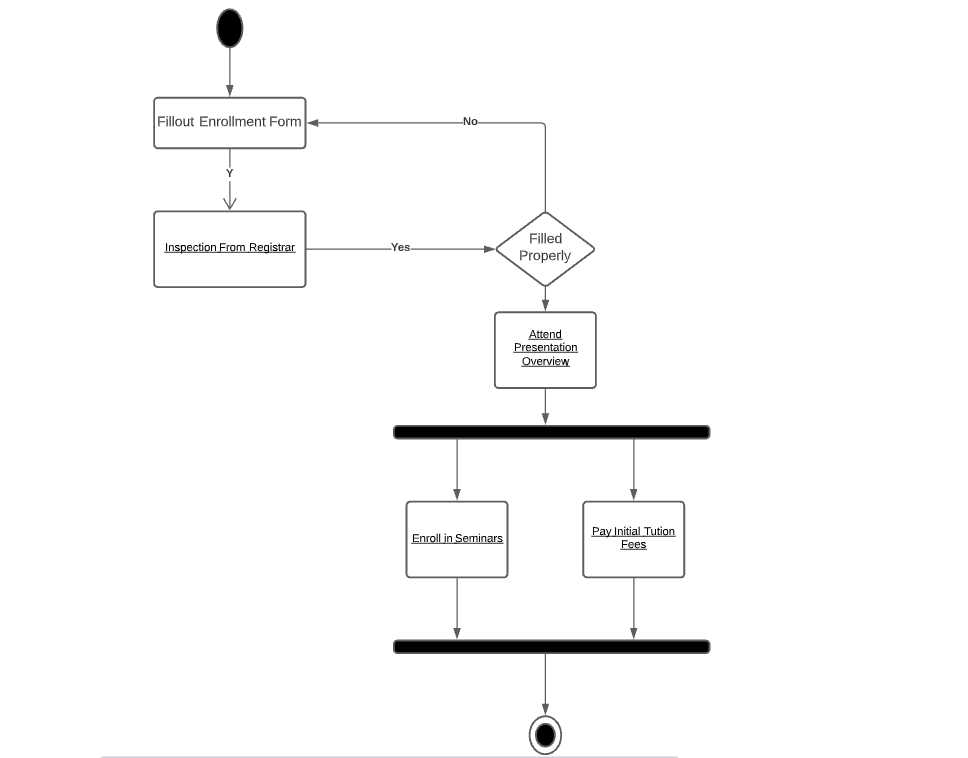 Fillout Enrollment Form
No
Y
Inspection From Registrar
Yes
Filled
Properly
Attend
Presentation
Overview
Enroll in Seminars
Pay Initial Tution
Fees